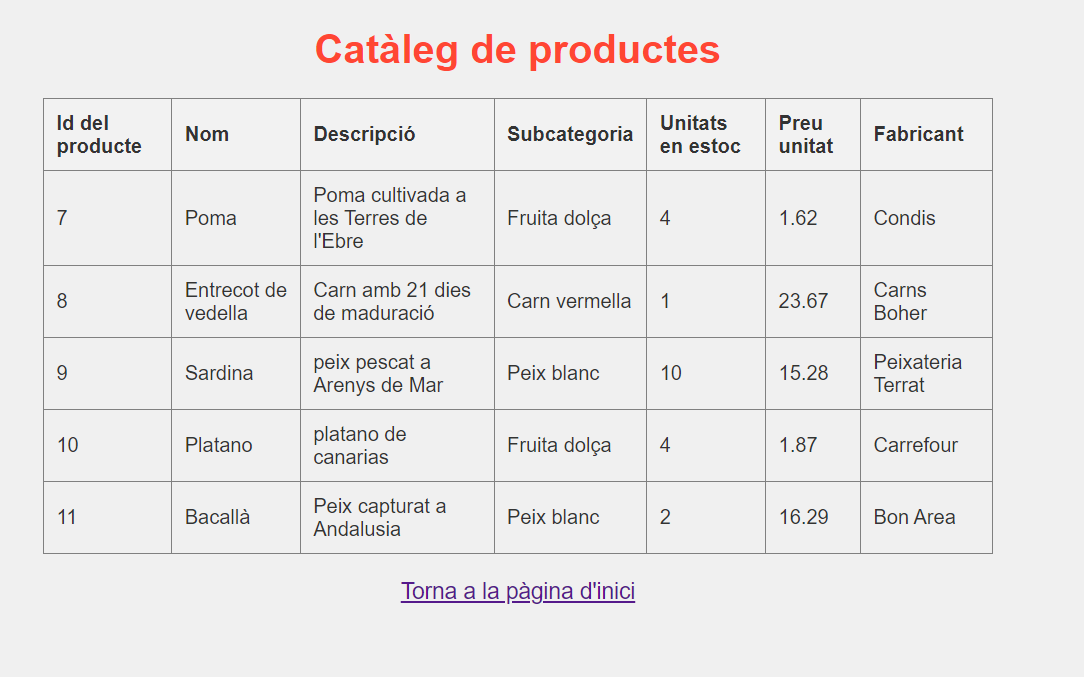 Catàleg de productes
Id del producte Nom Descripció Subcategoria Unitats en estoc Preu unitat Fabricant
7 Poma Poma cultivada a les Terres de l'Ebre Fruita dolça 4 1.62 Condis
8 Entrecot de vedella Carn amb 21 dies de maduració Carn vermella 1 23.67 Carns Boher
9 Sardina peix pescat a Arenys de Mar Peix blanc 10 15.28 Peixateria Terrat
10 Platano platano de canarias Fruita dolça 4 1.87 Carrefour
11 Bacallà Peix capturat a Andalusia Peix blanc 2 16.29 Bon Area
Torna a la pàgina d'inici